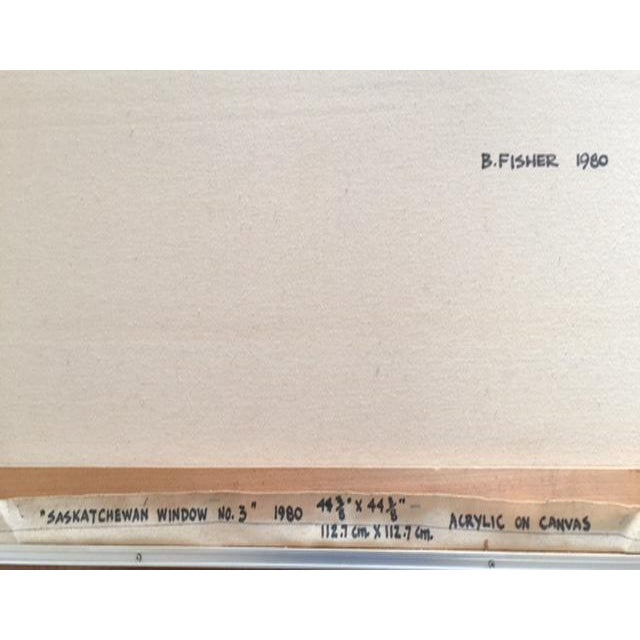 B. FISHER 1980
"SASKATCHEWAN WINDOW NO. 3" 1980 44 3/8" X 44 3/8" ACRYLIC ON CANVAS
112.7 cm. X 112.7 cm.